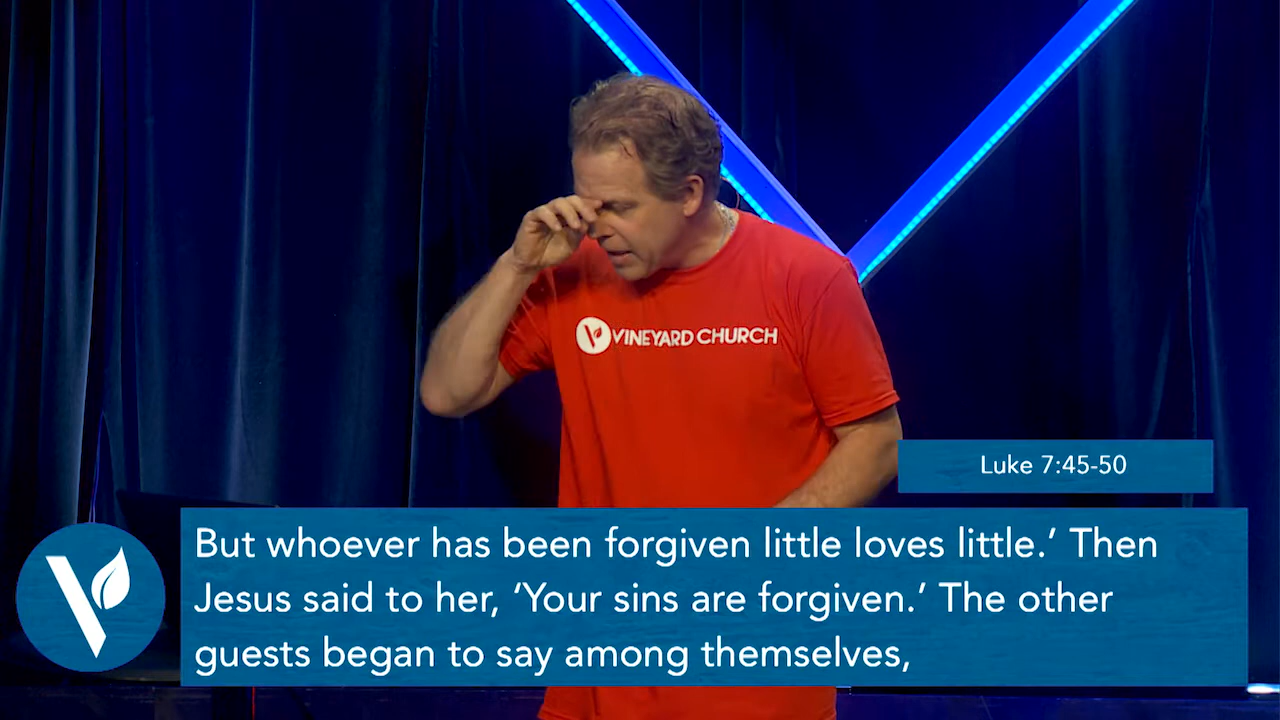 VINEYARD CHURCH
Luke 7:45-50
But whoever has been forgiven little loves little.’ Then
Jesus said to her, ‘Your sins are forgiven.’ The other
guests began to say among themselves,